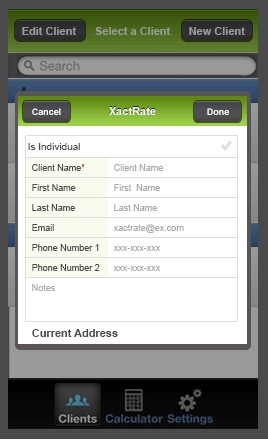 Edit Client Select a Client New Client
Search
Cancel XactRate Done
Is Individual
Client Name* Client Name
First Name First Name
Last Name Last Name
Email xactrate@ex.com
Phone Number 1 xxx-xxx-xxx
Phone Number 2 xxx-xxx-xxx
Notes
Current Address
Clients Calculator Settings